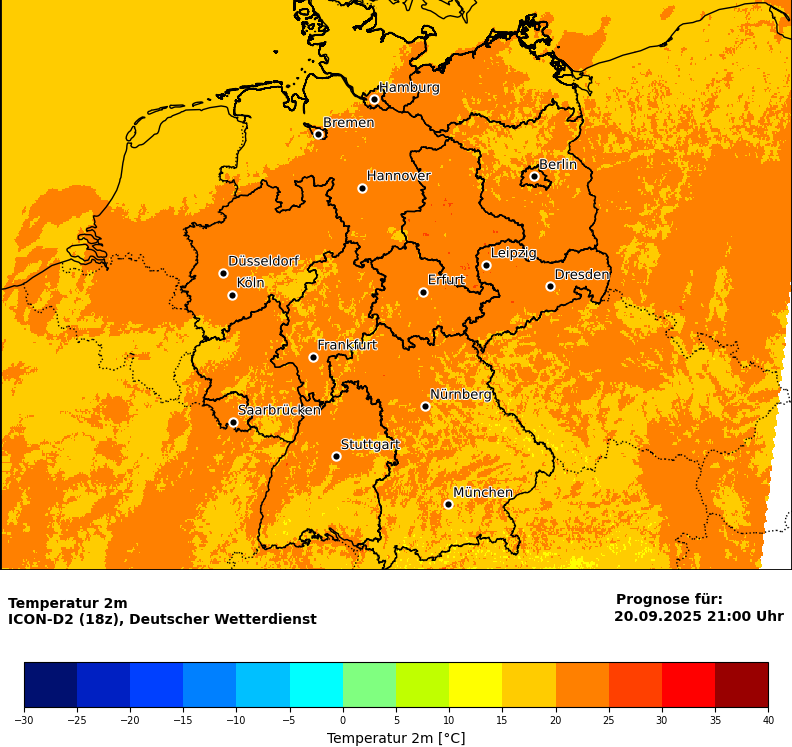 Hamburg
Bremen
Berlin
Hannover
Leipzig
Düsseldorf
Dresden
Köln
Erfurt
Frankfurt
Nürnberg
Saarbrücken
Stuttgart
München
Temperatur 2m
ICON-D2 (18z), Deutscher Wetterdienst
Prognose für:
20.09.2025 21:00 Uhr
−30 −25 −20 −15 −10 −5 0 5 10 15 20 25 30 35 40
Temperatur 2m [°C]